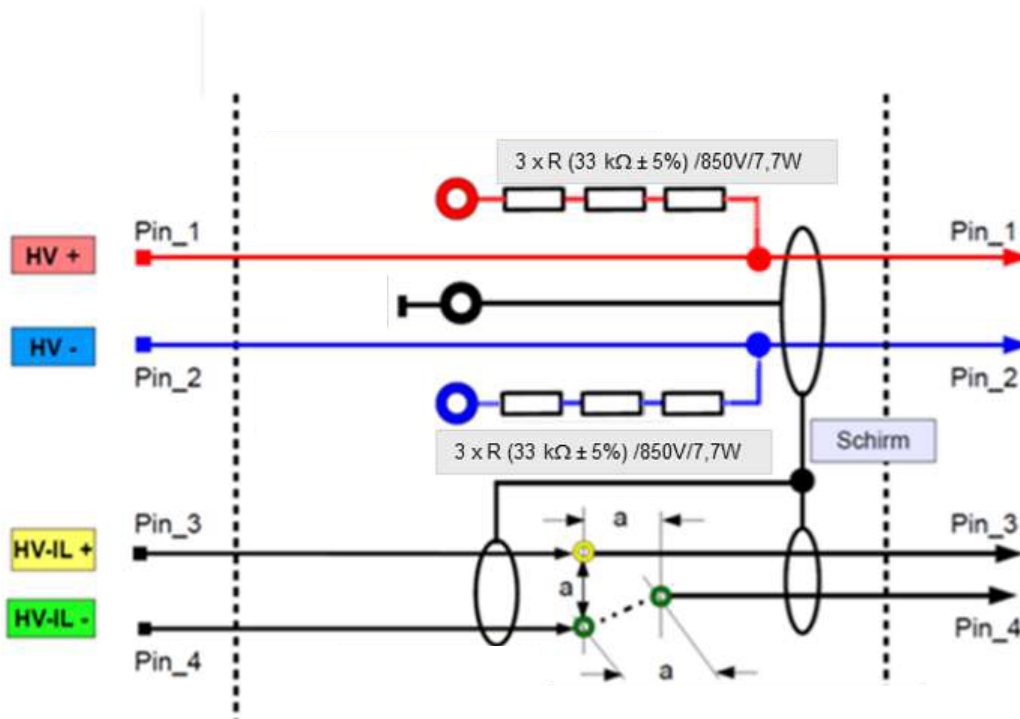 3 x R (33 kΩ ± 5%) /850V/7,7W
Pin_1
Pin_1
HV +
HV -
Pin_2
Pin_2
3 x R (33 kΩ ± 5%) /850V/7,7W
Schirm
Pin_3
a
Pin_3
HV-IL +
a
HV-IL -
Pin_4
Pin_4
a